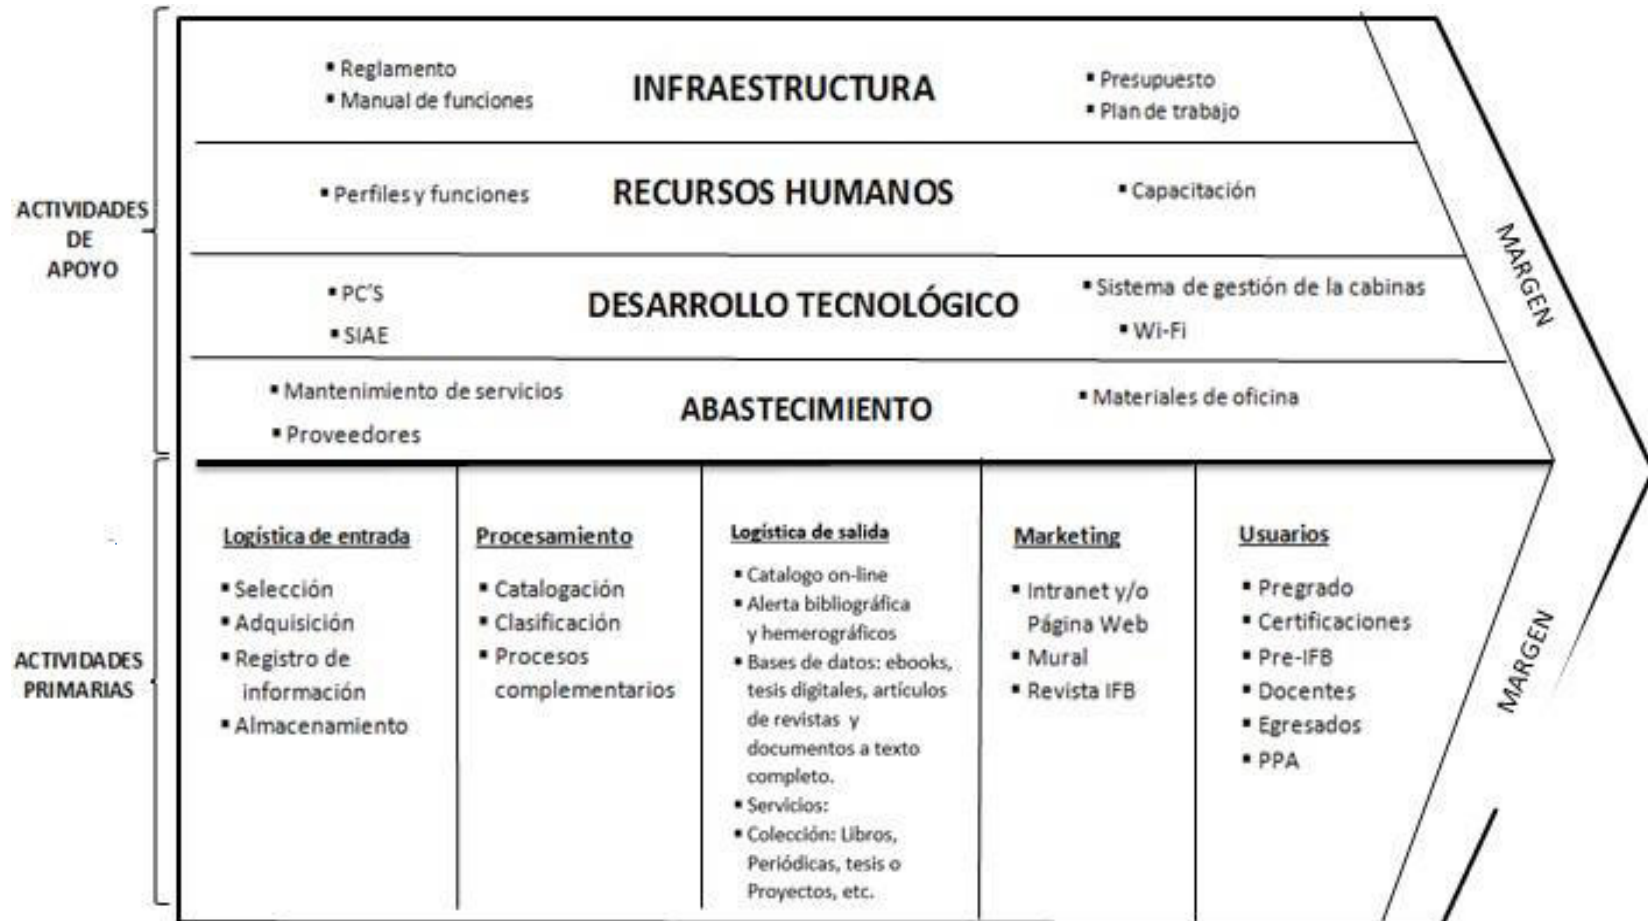 ACTIVIDADES
DE
APOYO
▪ Reglamento
▪ Manual de funciones
INFRAESTRUCTURA
▪ Presupuesto
▪ Plan de trabajo
▪ Perfiles y funciones
RECURSOS HUMANOS
▪ Capacitación
▪ PC'S
▪ SIAE
DESARROLLO TECNOLÓGICO
▪ Sistema de gestión de la cabinas
▪ Wi-Fi
▪ Mantenimiento de servicios
▪ Proveedores
ABASTECIMIENTO
▪ Materiales de oficina
MARGEN
ACTIVIDADES
PRIMARIAS
Logística de entrada
▪ Selección
▪ Adquisición
▪ Registro de
información
▪ Almacenamiento
Procesamiento
▪ Catalogación
▪ Clasificación
▪ Procesos
complementarios
Logística de salida
▪ Catalogo on-line
▪ Alerta bibliográfica
y hemerográficos
▪ Bases de datos: ebooks,
tesis digitales, artículos
de revistas y
documentos a texto
completo.
▪ Servicios:
▪ Colección: Libros,
Periódicas, tesis o
Proyectos, etc.
Marketing
▪ Intranet y/o
Página Web
▪ Mural
▪ Revista IFB
Usuarios
▪ Pregrado
▪ Certificaciones
▪ Pre-IFB
▪ Docentes
▪ Egresados
▪ PPA
MARGEN